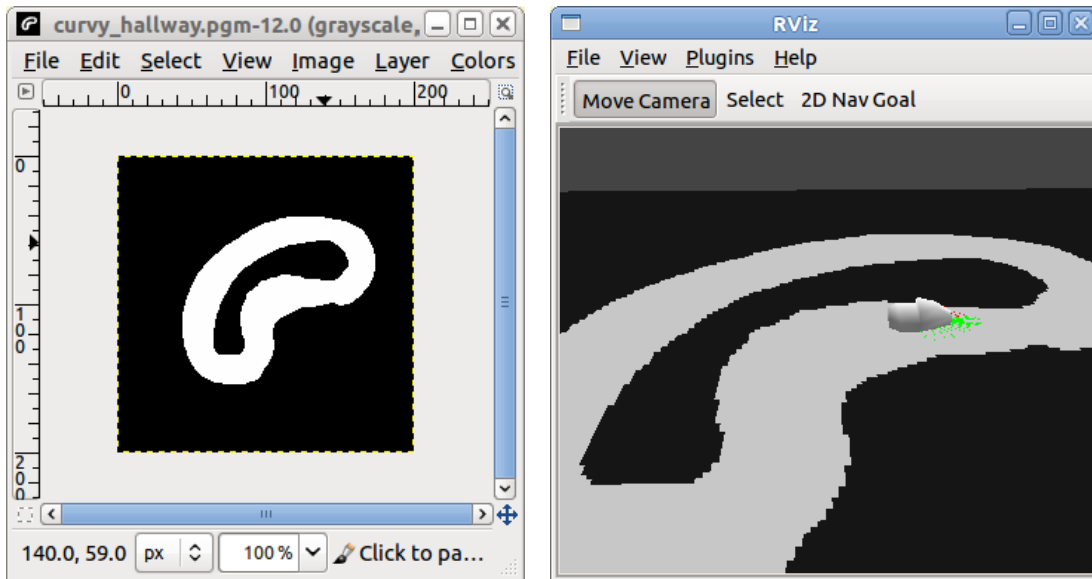 curvy_hallway.pgm-12.0 (grayscale,
File Edit Select View Image Layer Colors
0 100 200
0
100
200
140.0, 59.0 px 100 % Click to pa...
RViz
File View Plugins Help
Move Camera Select 2D Nav Goal